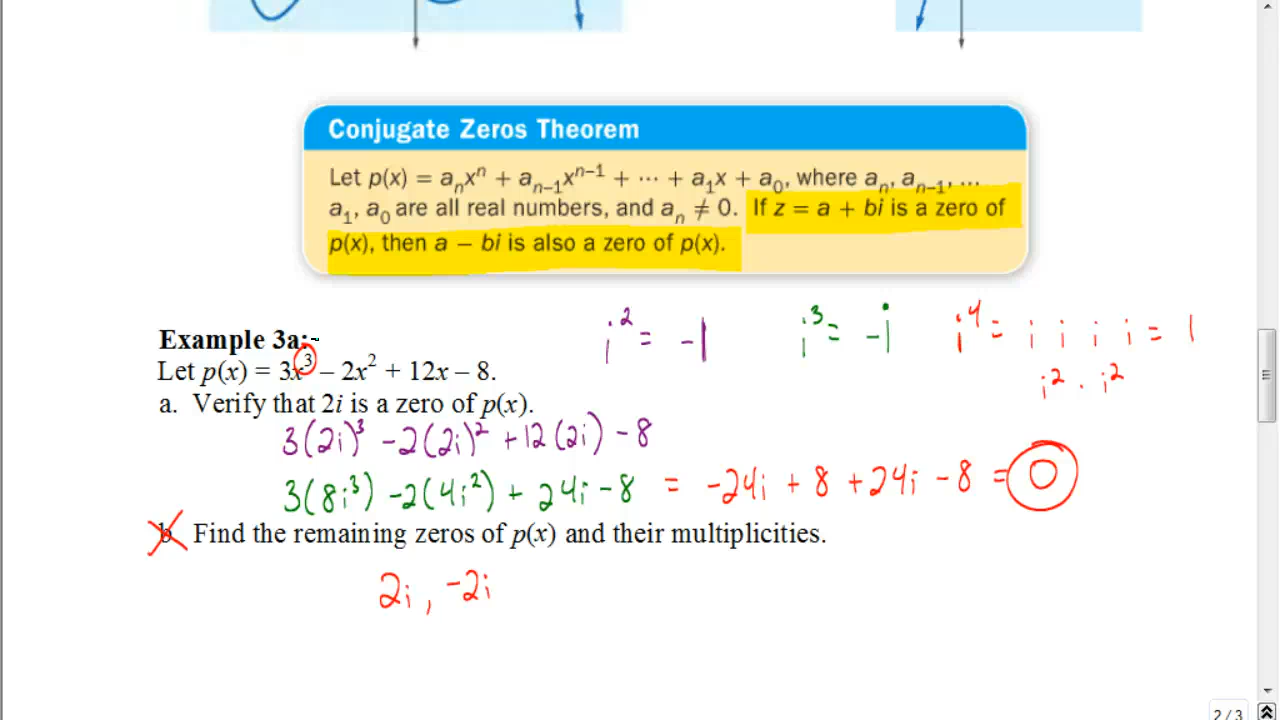 Conjugate Zeros Theorem
Let p(x) = aₙxⁿ + aₙ₋₁xⁿ⁻¹ + ··· + a₁x + a₀, where aₙ, aₙ₋₁, ...
a₁, a₀ are all real numbers, and aₙ ≠ 0. If z = a + bi is a zero of
p(x), then a − bi is also a zero of p(x).
i² = -1 i³ = -i i⁴ = i i i i = 1
i² · i²
Example 3a:
Let p(x) = 3x³ – 2x² + 12x – 8.
a. Verify that 2i is a zero of p(x).
3(2i)³ -2(2i)² +12(2i) -8
3(8i³) -2(4i²) + 24i -8 = -24i + 8 +24i -8 = 0
b. Find the remaining zeros of p(x) and their multiplicities.
2i, -2i
2/3